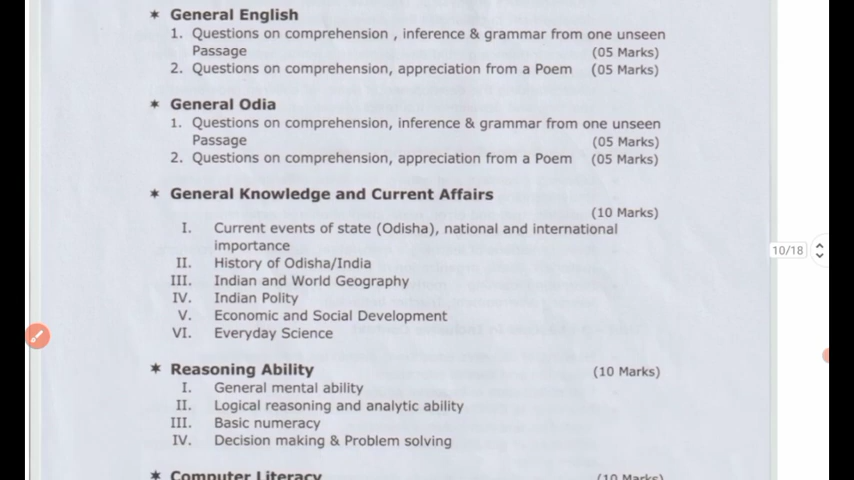 ✶ General English
1. Questions on comprehension , inference & grammar from one unseen
Passage (05 Marks)
2. Questions on comprehension, appreciation from a Poem (05 Marks)
✶ General Odia
1. Questions on comprehension, inference & grammar from one unseen
Passage (05 Marks)
2. Questions on comprehension, appreciation from a Poem (05 Marks)
✶ General Knowledge and Current Affairs
(10 Marks)
I. Current events of state (Odisha), national and international
importance
II. History of Odisha/India
III. Indian and World Geography
IV. Indian Polity
V. Economic and Social Development
VI. Everyday Science
✶ Reasoning Ability (10 Marks)
I. General mental ability
II. Logical reasoning and analytic ability
III. Basic numeracy
IV. Decision making & Problem solving
✶ Computer Literacy (10 Marks)
10/18